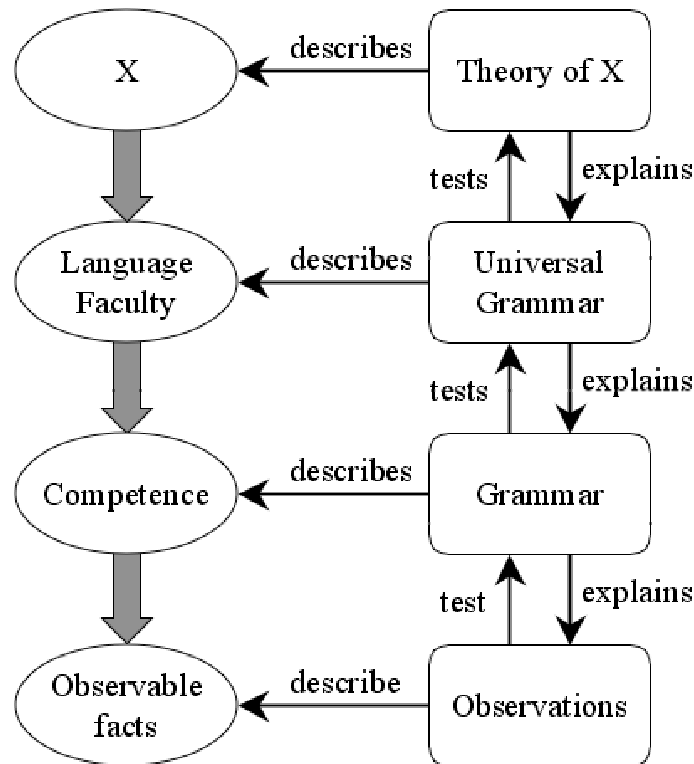 X
describes
Theory of X
tests
explains
Language
Faculty
describes
Universal
Grammar
tests
explains
Competence
describes
Grammar
test
explains
Observable
facts
describe
Observations